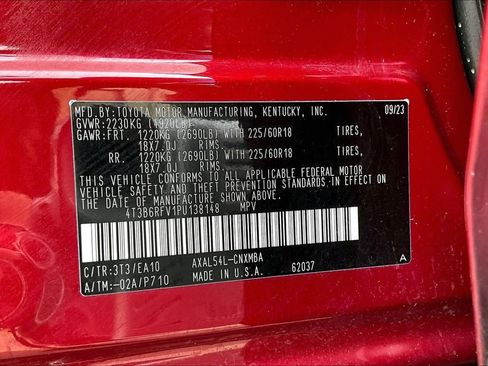 MFD.BY:TOYOTA MOTOR MANUFACTURING, KENTUCKY, INC. 09/23
GVWR:2230KG (4920LB)
GAWR:FRT. 1220KG (2690LB) WITH 225/60R18 TIRES,
18X7.0J RIMS.
RR. 1220KG (2690LB) WITH 225/60R18 TIRES,
18X7.0J RIMS.
THIS VEHICLE CONFORMS TO ALL APPLICABLE FEDERAL MOTOR
VEHICLE SAFETY AND THEFT PREVENTION STANDARDS IN EFFECT ON
THE DATE OF MANUFACTURE SHOWN ABOVE.
4T3B6RFV1PU138148 MPV
C/TR:3T3/EA10 AXAL54L-CNXMBA
A/TM:-02A/P710 MADE IN U.S.A. 62037 A